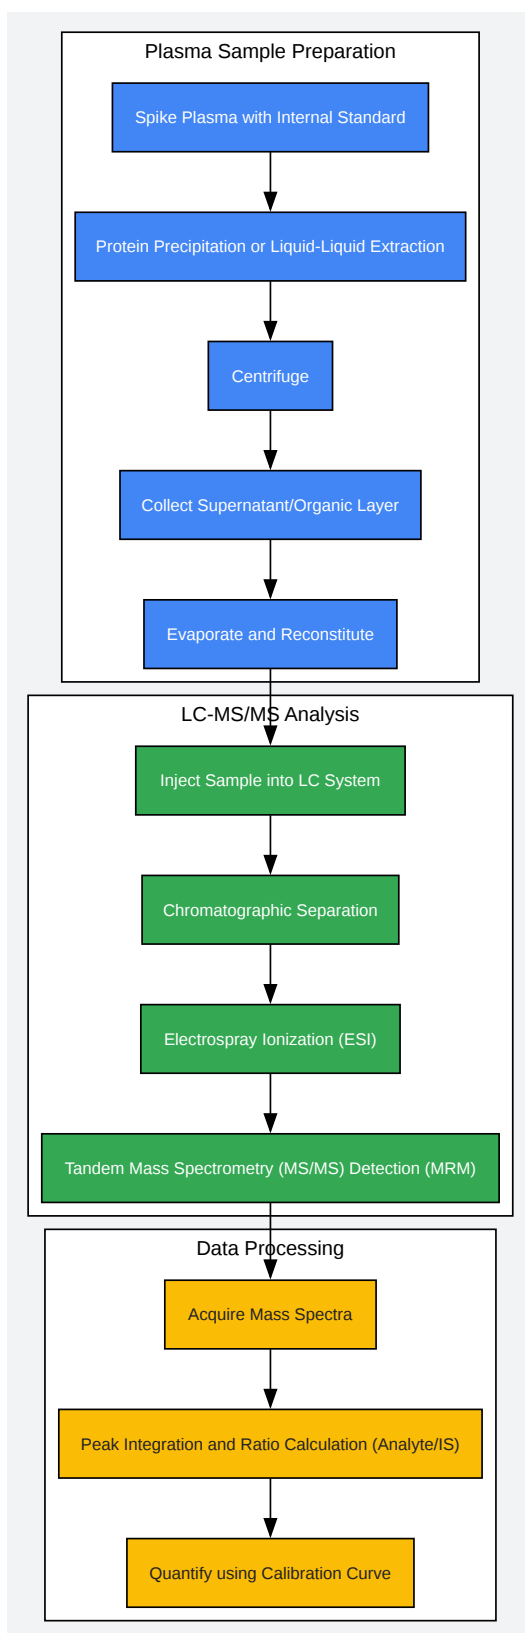 Plasma Sample Preparation
Spike Plasma with Internal Standard
Protein Precipitation or Liquid-Liquid Extraction
Centrifuge
Collect Supernatant/Organic Layer
Evaporate and Reconstitute
LC-MS/MS Analysis
Inject Sample into LC System
Chromatographic Separation
Electrospray Ionization (ESI)
Tandem Mass Spectrometry (MS/MS) Detection (MRM)
Data Processing
Acquire Mass Spectra
Peak Integration and Ratio Calculation (Analyte/IS)
Quantify using Calibration Curve